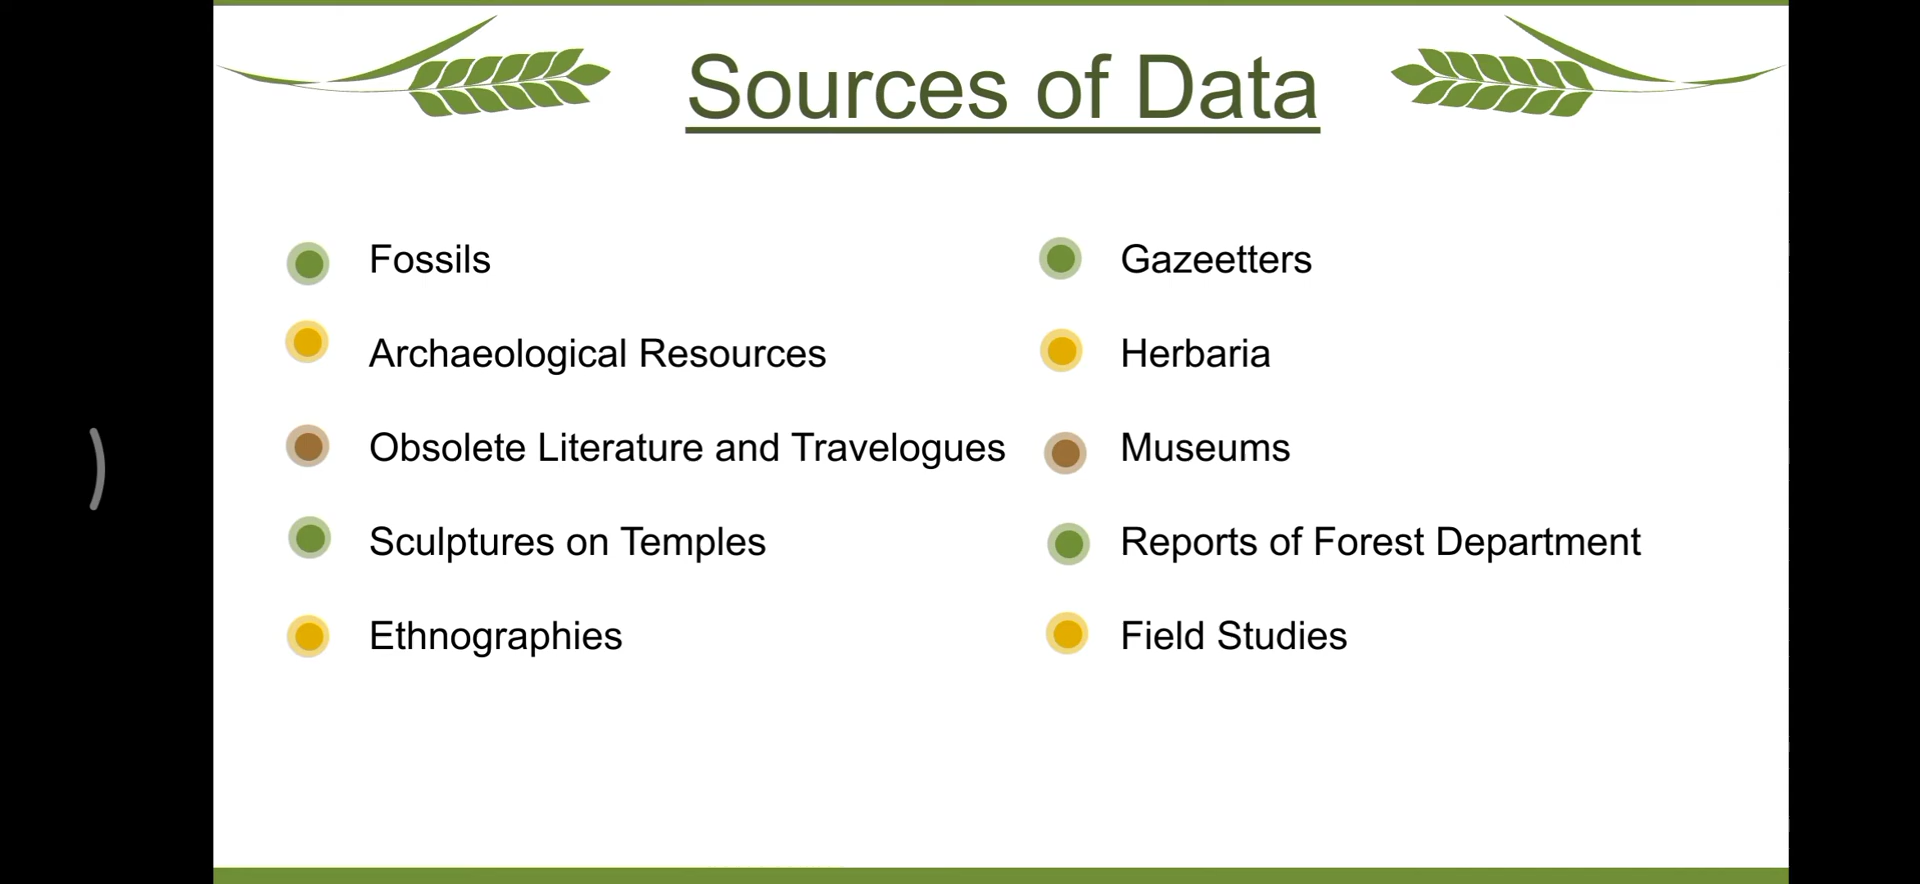 Sources of Data
Fossils
Archaeological Resources
Obsolete Literature and Travelogues
Sculptures on Temples
Ethnographies
Gazeetters
Herbaria
Museums
Reports of Forest Department
Field Studies